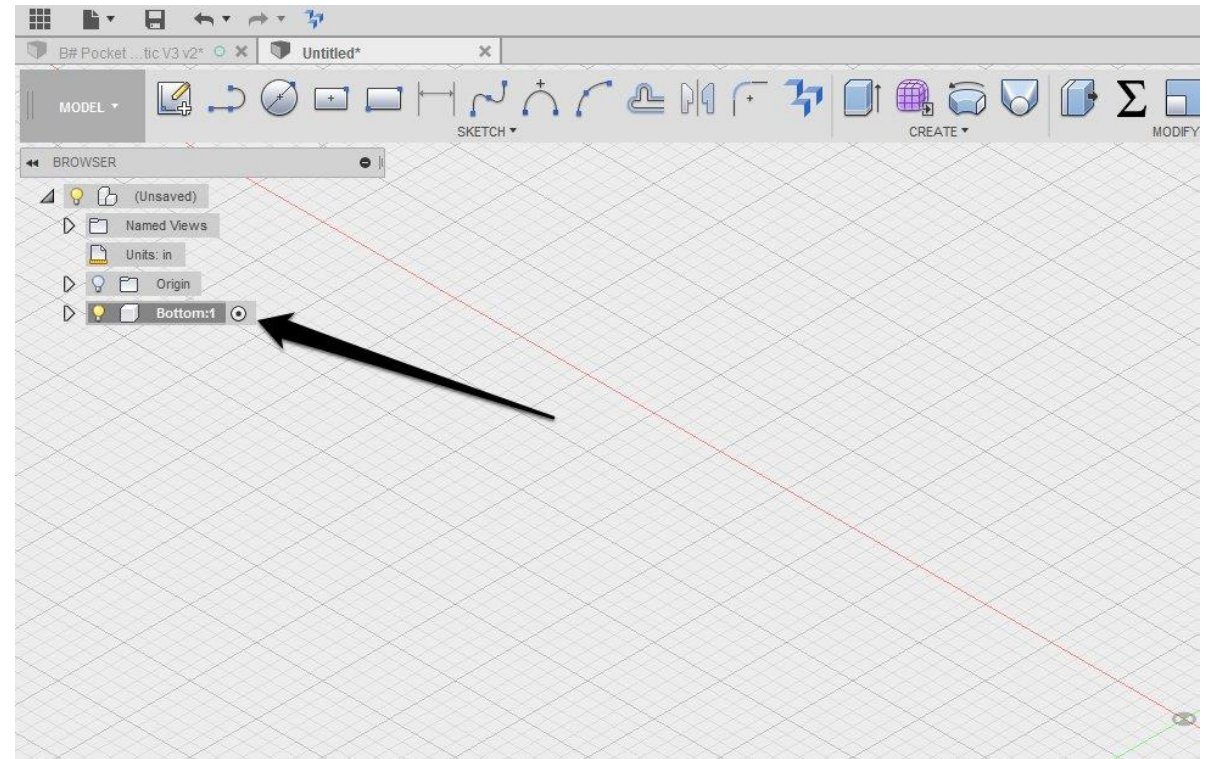 B# Pocket ...tic V3 v2*
Untitled*
MODEL
SKETCH
CREATE
MODIFY
BROWSER
(Unsaved)
Named Views
Units: in
Origin
Bottom:1